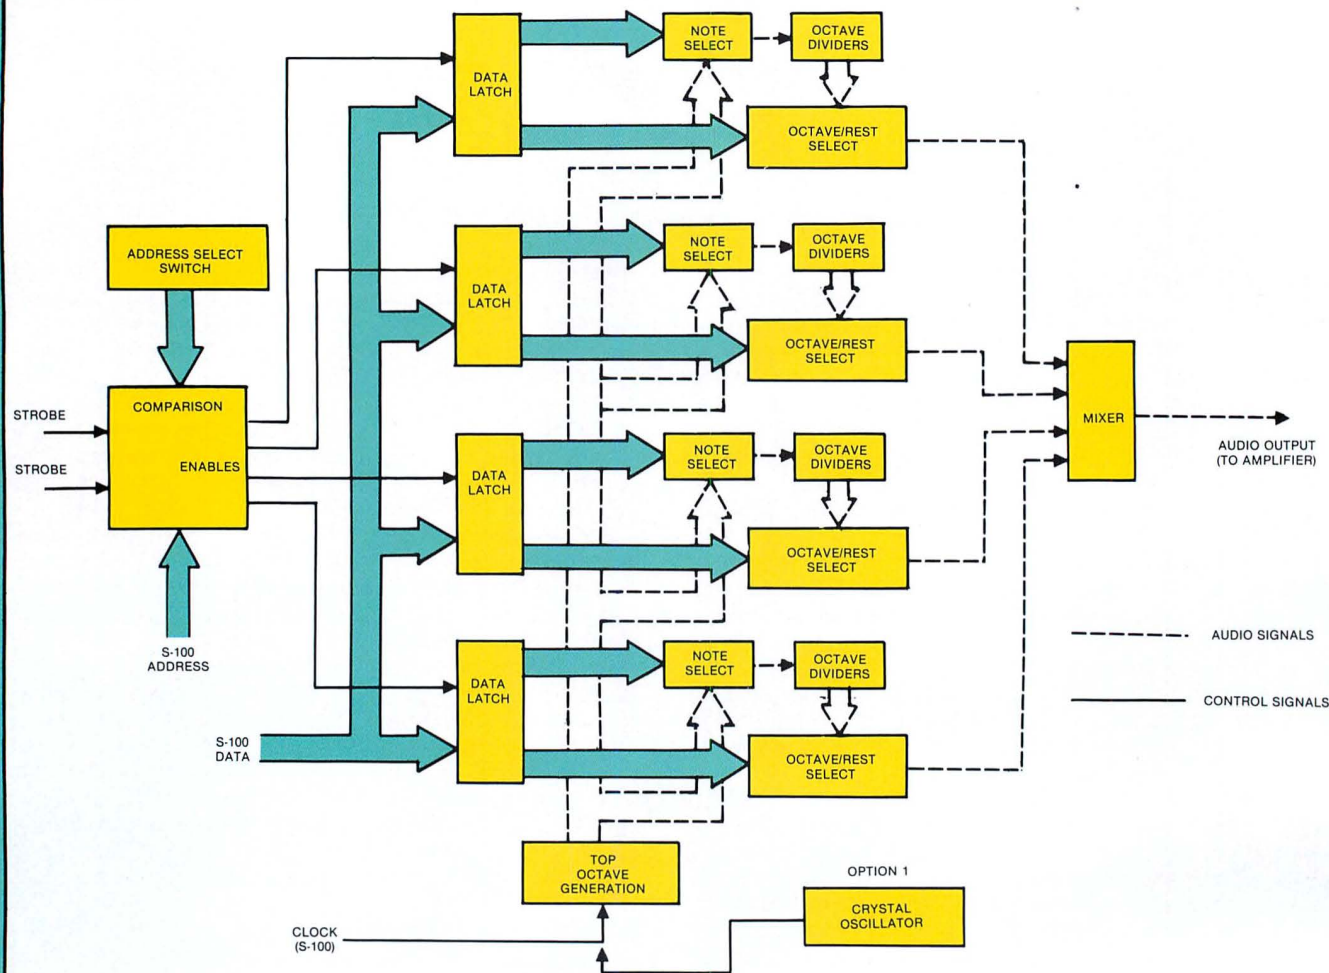 DATA
LATCH
NOTE
SELECT
OCTAVE
DIVIDERS
OCTAVE/REST
SELECT
ADDRESS SELECT
SWITCH
DATA
LATCH
NOTE
SELECT
OCTAVE
DIVIDERS
OCTAVE/REST
SELECT
STROBE
STROBE
COMPARISON
ENABLES
S-100
ADDRESS
DATA
LATCH
NOTE
SELECT
OCTAVE
DIVIDERS
OCTAVE/REST
SELECT
MIXER
AUDIO OUTPUT
(TO AMPLIFIER)
AUDIO SIGNALS
CONTROL SIGNALS
S-100
DATA
DATA
LATCH
NOTE
SELECT
OCTAVE
DIVIDERS
OCTAVE/REST
SELECT
TOP
OCTAVE
GENERATION
CLOCK
(S-100)
OPTION 1
CRYSTAL
OSCILLATOR